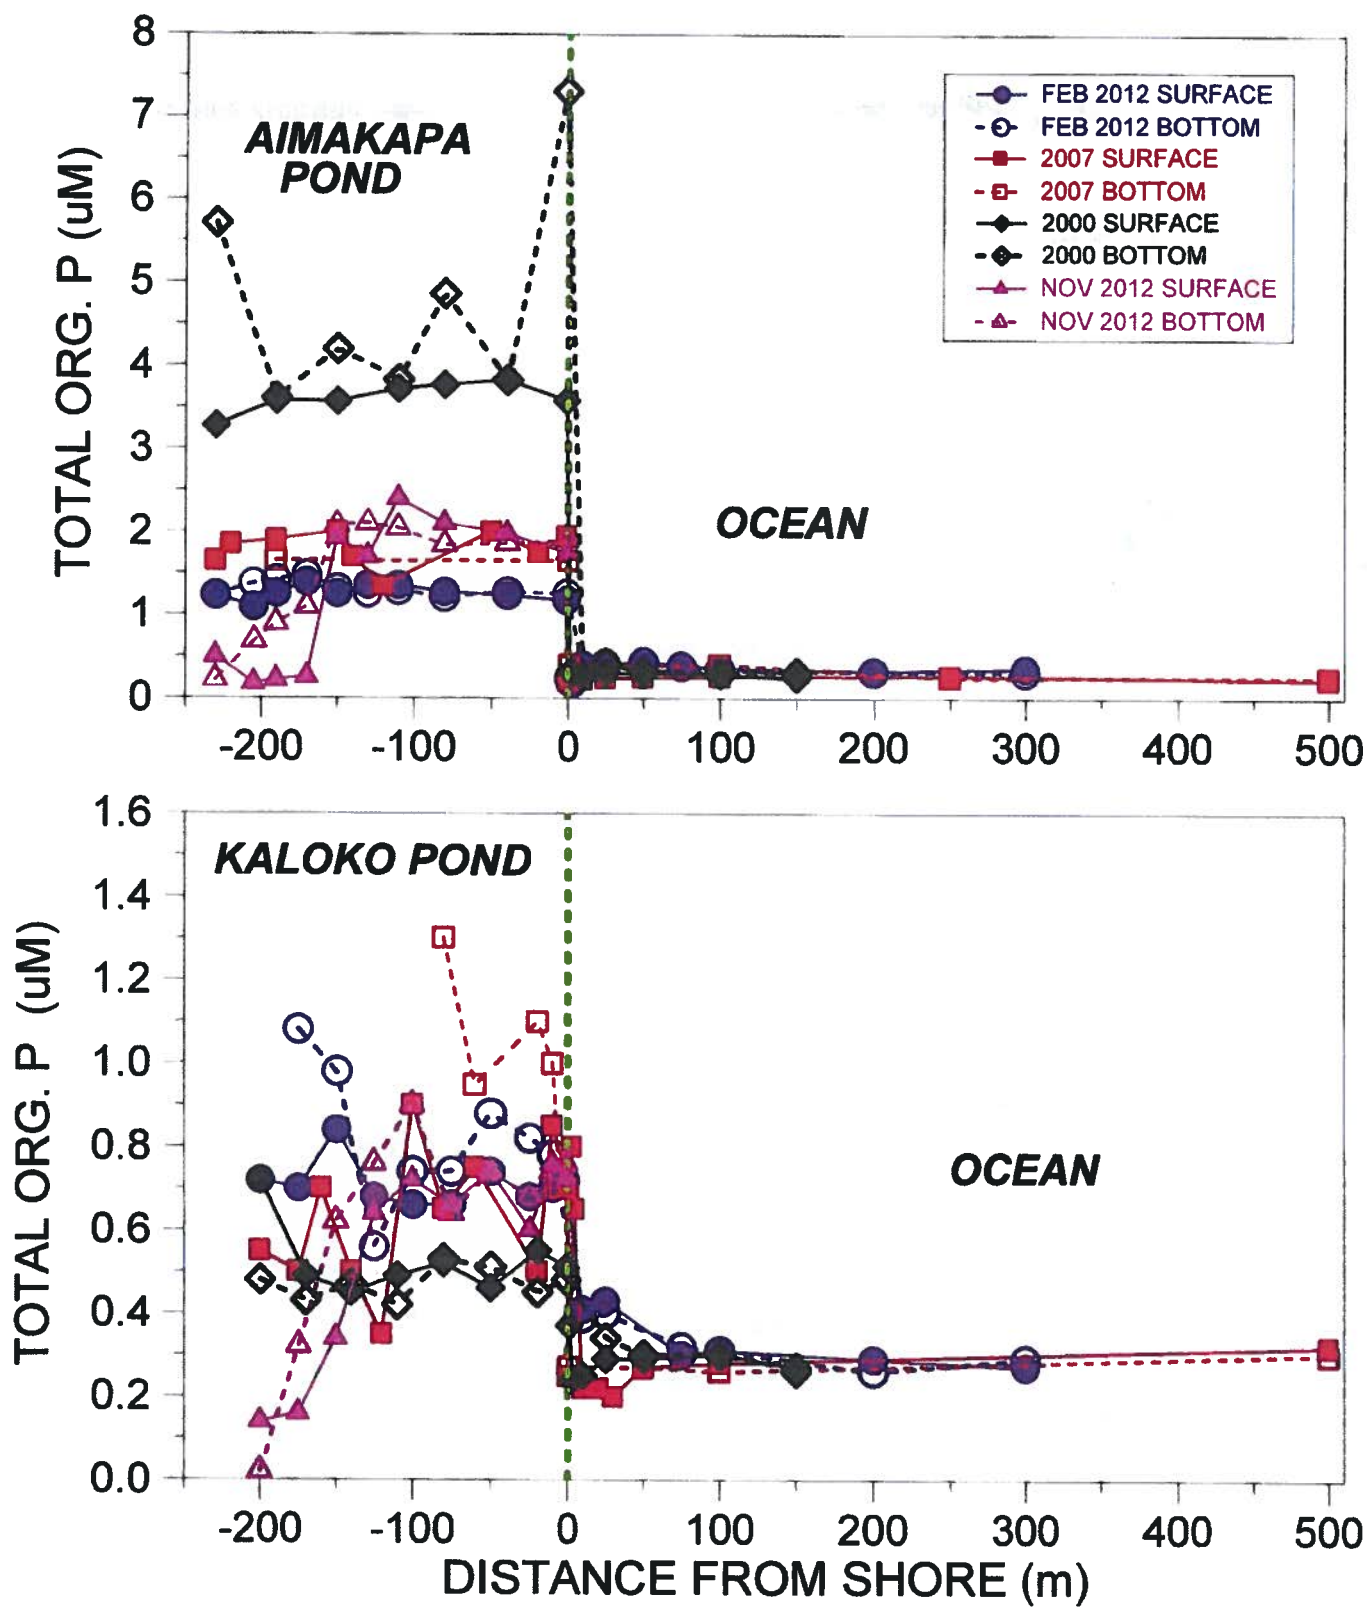 8
7
6
5
4
3
2
1
0
TOTAL ORG. P (uM)
AIMAKAPA
POND
FEB 2012 SURFACE
FEB 2012 BOTTOM
2007 SURFACE
2007 BOTTOM
2000 SURFACE
2000 BOTTOM
NOV 2012 SURFACE
NOV 2012 BOTTOM
OCEAN
-200 -100 0 100 200 300 400 500
1.6
1.4
1.2
1.0
0.8
0.6
0.4
0.2
0.0
TOTAL ORG. P (uM)
KALOKO POND
OCEAN
-200 -100 0 100 200 300 400 500
DISTANCE FROM SHORE (m)